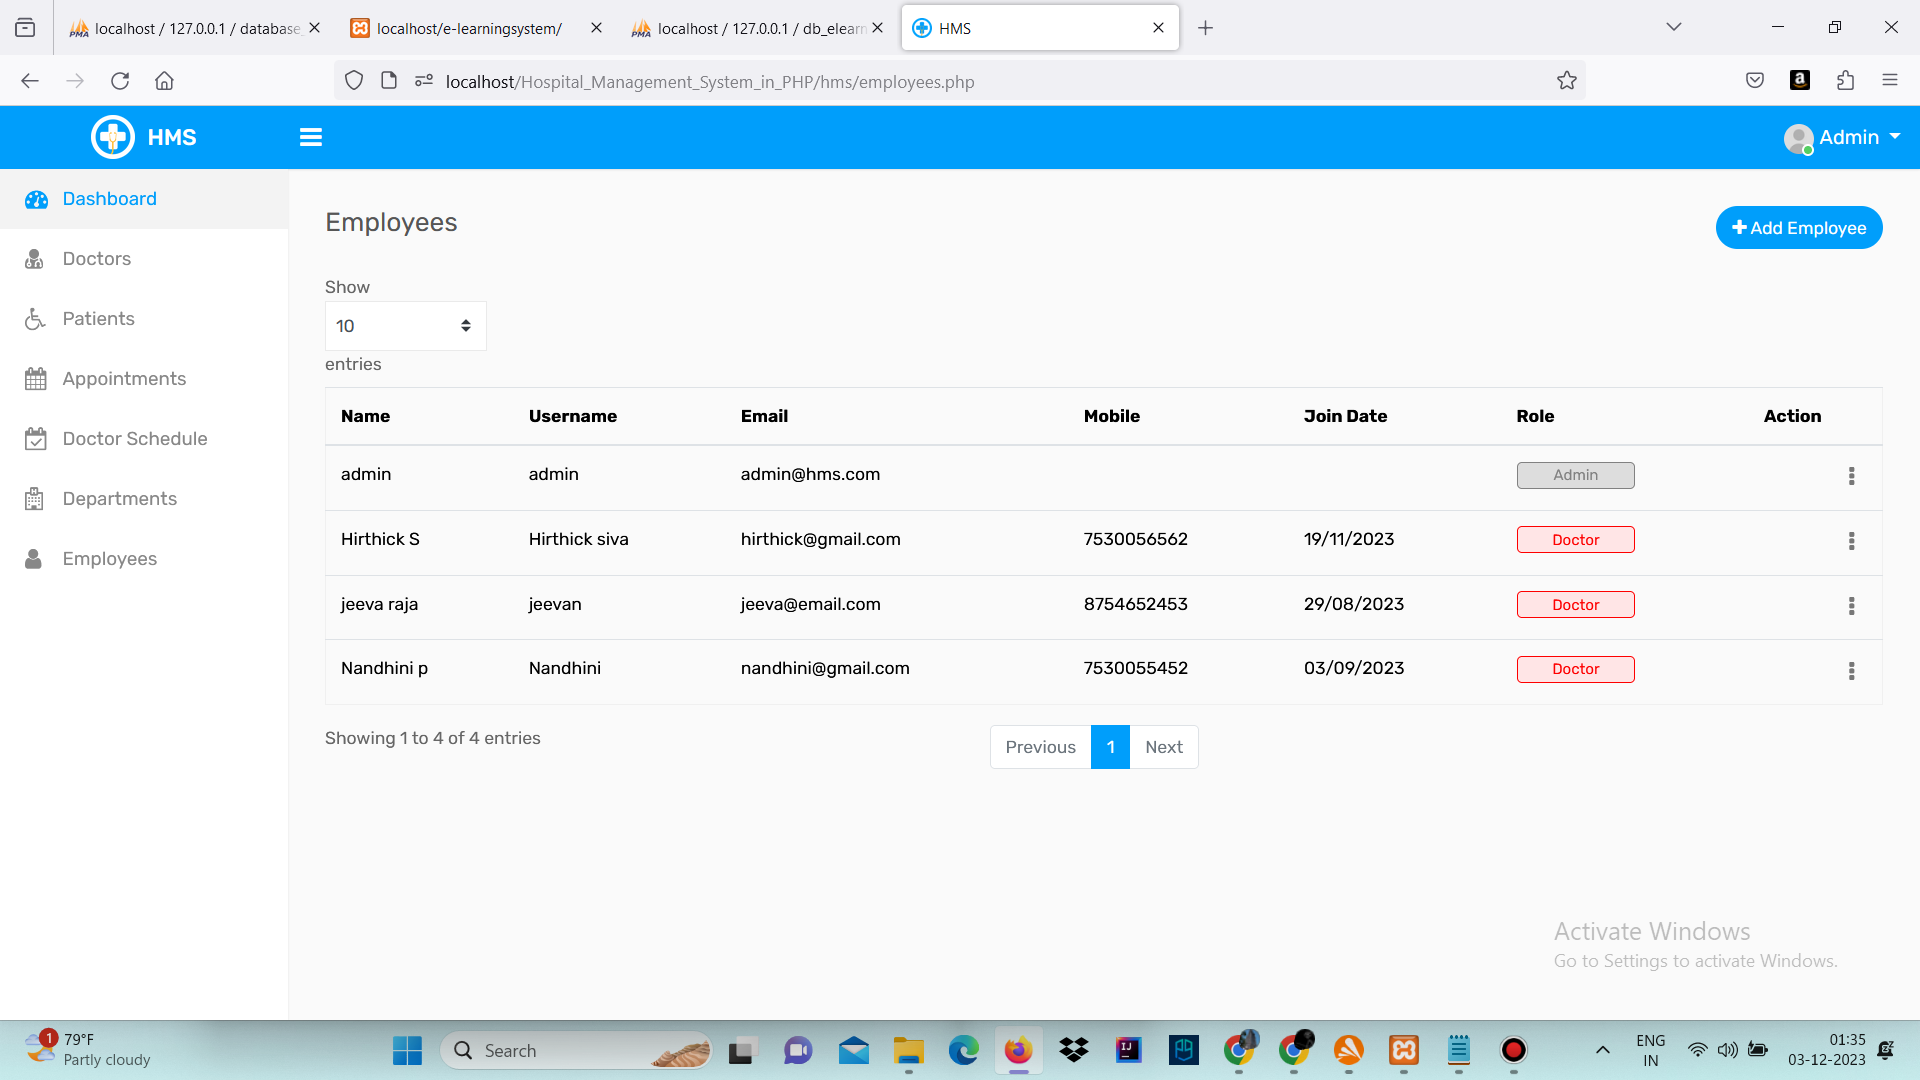 localhost / 127.0.0.1 / database_
localhost/e-learningsystem/
localhost / 127.0.0.1 / db_elearn
HMS
localhost/Hospital_Management_System_in_PHP/hms/employees.php
HMS
Admin
Dashboard
Doctors
Patients
Appointments
Doctor Schedule
Departments
Employees
Employees
Add Employee
Show
10
entries
Name Username Email Mobile Join Date Role Action
admin admin admin@hms.com Admin
Hirthick S Hirthick siva hirthick@gmail.com 7530056562 19/11/2023 Doctor
jeeva raja jeevan jeeva@email.com 8754652453 29/08/2023 Doctor
Nandhini p Nandhini nandhini@gmail.com 7530055452 03/09/2023 Doctor
Showing 1 to 4 of 4 entries
Previous 1 Next
Activate Windows
Go to Settings to activate Windows.
1
79°F
Partly cloudy
Search
ENG
IN
01:35
03-12-2023